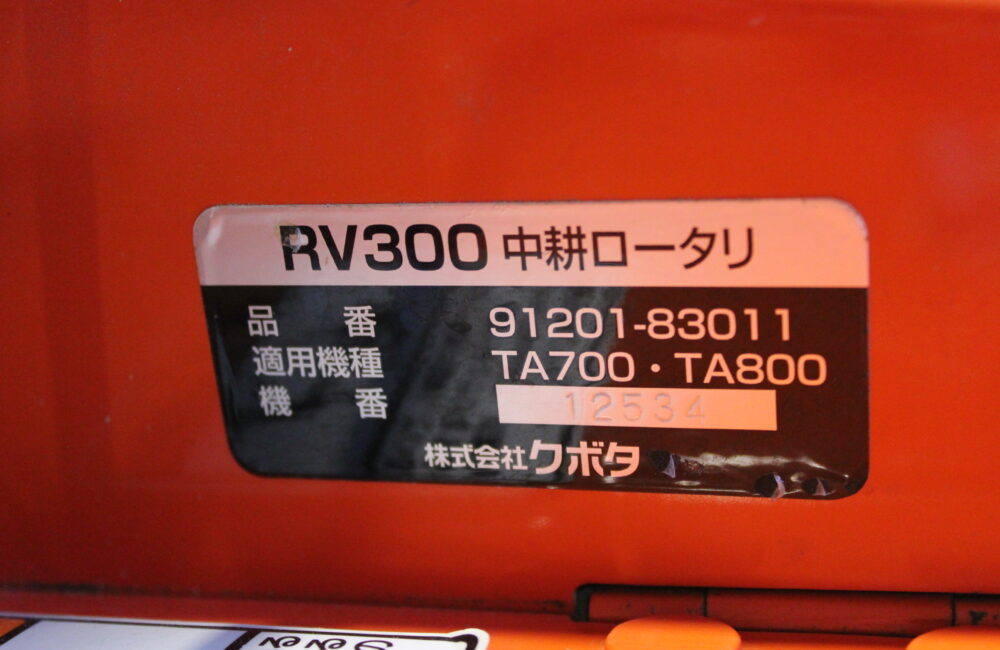 RV300 中耕ロータリ
品番 91201-83011
適用機種 TA700・TA800
機番 12534
株式会社クボタ